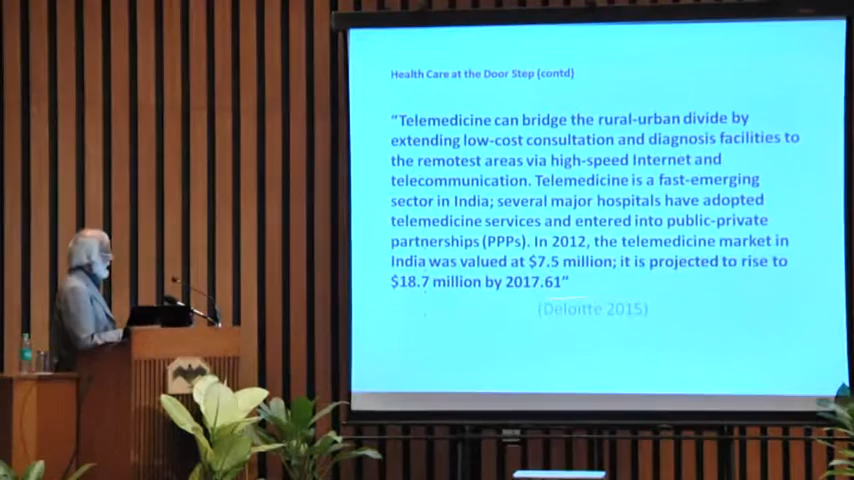 Health Care at the Door Step (contd)
"Telemedicine can bridge the rural-urban divide by
extending low-cost consultation and diagnosis facilities to
the remotest areas via high-speed Internet and
telecommunication. Telemedicine is a fast-emerging
sector in India; several major hospitals have adopted
telemedicine services and entered into public-private
partnerships (PPPs). In 2012, the telemedicine market in
India was valued at $7.5 million; it is projected to rise to
$18.7 million by 2017.61"
(Deloitte 2015)